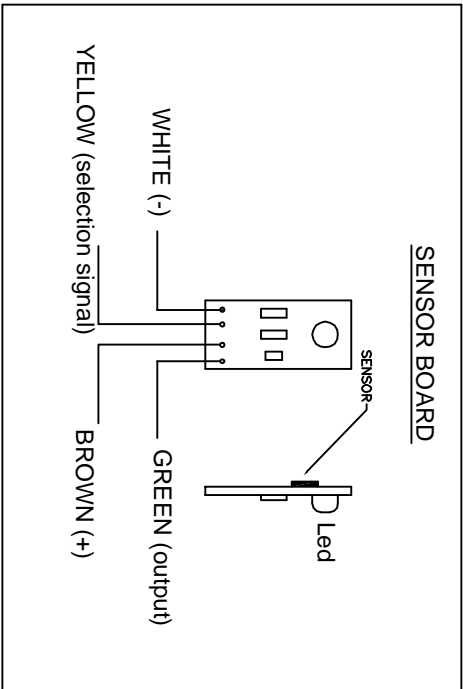 SENSOR BOARD
SENSOR
Led
WHITE (-)
YELLOW (selection signal)
GREEN (output)
BROWN (+)